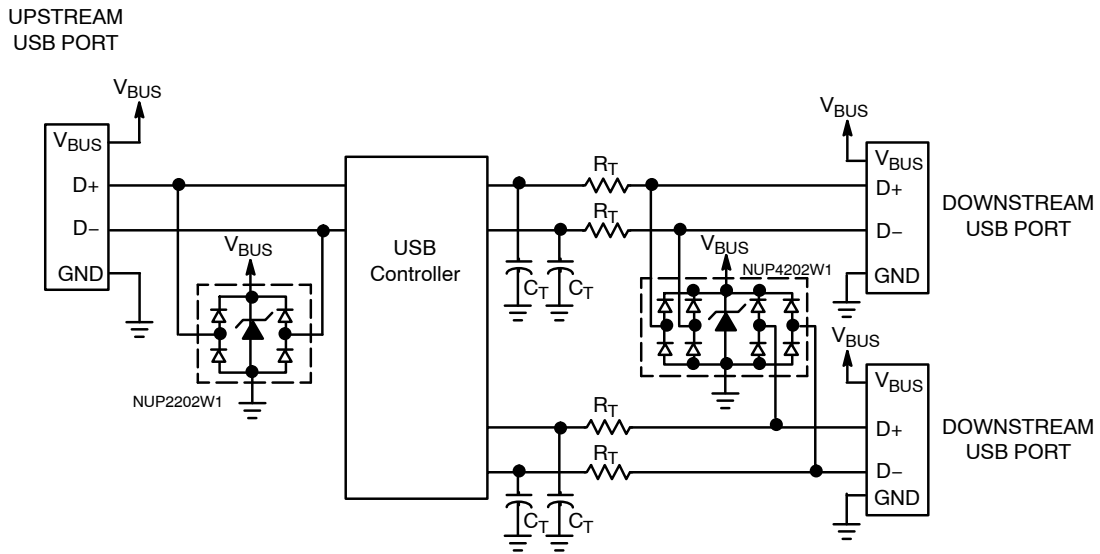 UPSTREAM
USB PORT
VBUS
VBUS
D+
D−
GND
VBUS
NUP2202W1
USB
Controller
RT
RT
CT
CT
VBUS
NUP4202W1
VBUS
VBUS
D+
D−
GND
DOWNSTREAM
USB PORT
RT
RT
CT
CT
VBUS
VBUS
D+
D−
GND
DOWNSTREAM
USB PORT